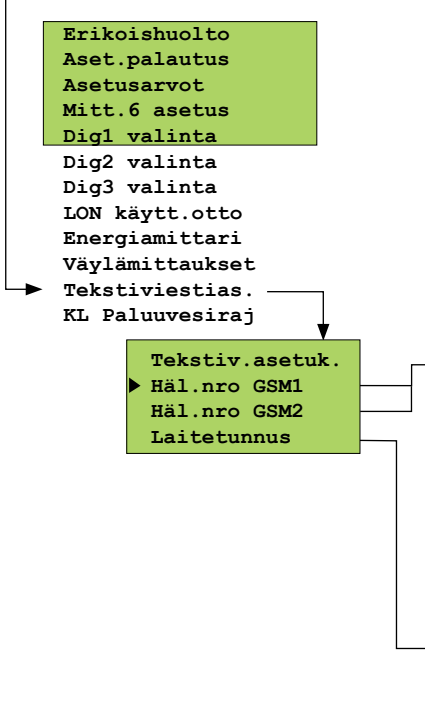 Erikoishuolto
Aset.palautus
Asetusarvot
Mitt.6 asetus
Dig1 valinta
Dig2 valinta
Dig3 valinta
LON käytt.otto
Energiamittari
Väylämittaukset
Tekstiviestias.
KL Paluuvesiraj
Tekstiv.asetuk.
Häl.nro GSM1
Häl.nro GSM2
Laitetunnus